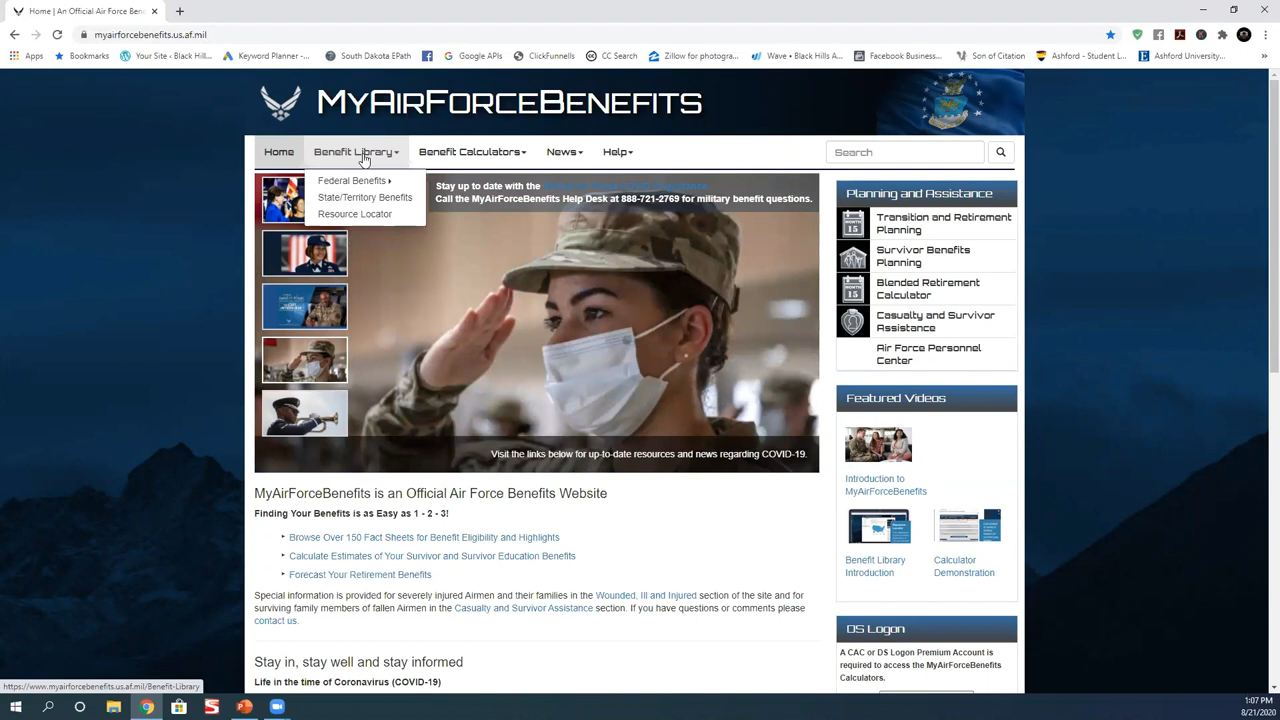 Home | An Official Air Force Bene
myairforcebenefits.us.af.mil
Apps
Bookmarks
Your Site ‹ Black Hill...
Keyword Planner -...
South Dakota EPath
Google APIs
ClickFunnells
CC Search
Zillow for photogra...
Wave • Black Hills A...
Facebook Business...
Son of Citation
Ashford - Student L...
Ashford University...
»
MyAirForceBenefits
Home
Benefit Library
Benefit Calculators
News
Help
Search
Federal Benefits
State/Territory Benefits
Resource Locator
Stay up to date with the
Call the MyAirForceBenefits Help Desk at 888-721-2769 for military benefit questions.
Visit the links below for up-to-date resources and news regarding COVID-19.
Planning and Assistance
MONTH
15
Transition and Retirement
Planning
Survivor Benefits
Planning
MONTH
15
Blended Retirement
Calculator
Casualty and Survivor
Assistance
Air Force Personnel
Center
Featured Videos
Introduction to
MyAirForceBenefits
Benefit Library
Introduction
Calculator
Demonstration
MyAirForceBenefits is an Official Air Force Benefits Website
Finding Your Benefits is as Easy as 1 - 2 - 3!
Browse Over 150 Fact Sheets for Benefit Eligibility and Highlights
Calculate Estimates of Your Survivor and Survivor Education Benefits
Forecast Your Retirement Benefits
Special information is provided for severely injured Airmen and their families in the Wounded, Ill and Injured section of the site and for
surviving family members of fallen Airmen in the Casualty and Survivor Assistance section. If you have questions or comments please
contact us.
Stay in, stay well and stay informed
Life in the time of Coronavirus (COVID-19)
DS Logon
A CAC or DS Logon Premium Account is
required to access the MyAirForceBenefits
Calculators.
https://www.myairforcebenefits.us.af.mil/Benefit-Library
1:07 PM
8/21/2020